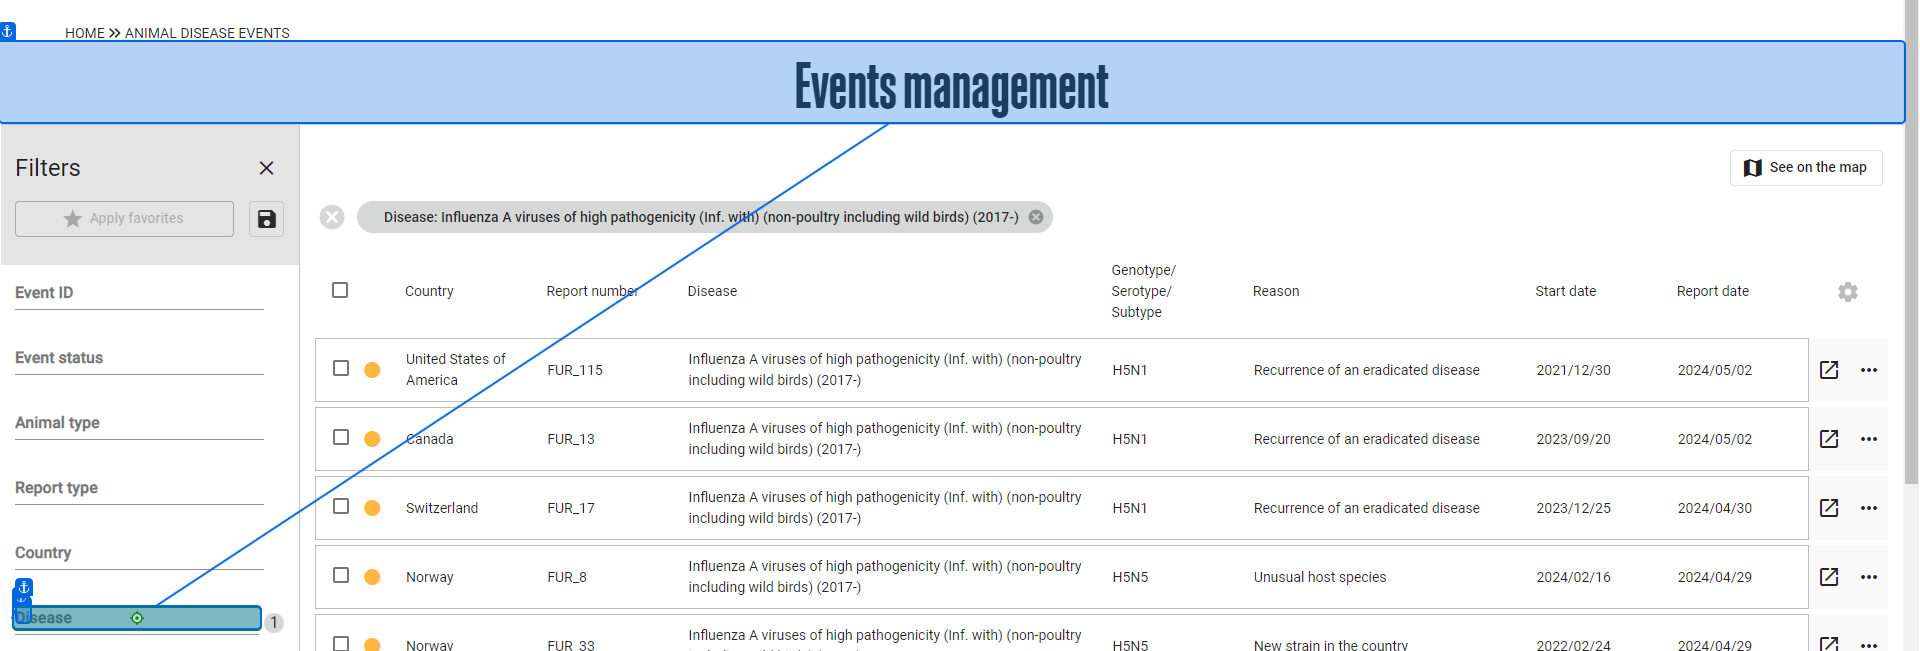 HOME » ANIMAL DISEASE EVENTS
Events management
Filters
Apply favorites
See on the map
Disease: Influenza A viruses of high pathogenicity (Inf. with) (non-poultry including wild birds) (2017-)
Event ID
Event status
Animal type
Report type
Country
Disease 1
Country Report number Disease Genotype/ Serotype/ Subtype Reason Start date Report date
United States of America FUR_115 Influenza A viruses of high pathogenicity (Inf. with) (non-poultry including wild birds) (2017-) H5N1 Recurrence of an eradicated disease 2021/12/30 2024/05/02
Canada FUR_13 Influenza A viruses of high pathogenicity (Inf. with) (non-poultry including wild birds) (2017-) H5N1 Recurrence of an eradicated disease 2023/09/20 2024/05/02
Switzerland FUR_17 Influenza A viruses of high pathogenicity (Inf. with) (non-poultry including wild birds) (2017-) H5N1 Recurrence of an eradicated disease 2023/12/25 2024/04/30
Norway FUR_8 Influenza A viruses of high pathogenicity (Inf. with) (non-poultry including wild birds) (2017-) H5N5 Unusual host species 2024/02/16 2024/04/29
Norway FUR_33 Influenza A viruses of high pathogenicity (Inf. with) (non-poultry H5N5 New strain in the country 2022/02/24 2024/04/29